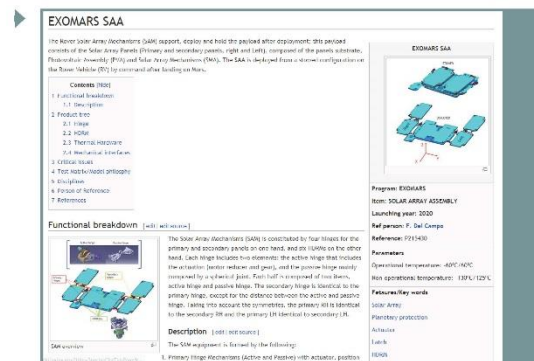 EXOMARS SAA
The Rover Solar Array Mechanisms (SAM) support, deploy and hold the payload after deployment; this payload
consists of the Solar Array Panels (Primary and secondary panels, right and Left), composed of the panels substrate,
Photovoltaic Assembly (PVA) and Solar Array Mechanisms (SMA). The SAA is deployed from a stowed configuration on
the Rover Vehicle (RV) by command after landing on Mars.
Contents [hide]
1 Functional breakdown
1.1 Description
2 Product tree
2.1 Hinge
2.2 HDRM
2.3 Thermal Hardware
2.4 Mechanical interfaces
3 Critical Issues
4 Test Matrix/Model philosophy
5 Disciplines
6 Person of Reference
7 References
Functional breakdown [edit | edit source]
The Solar Array Mechanisms (SAM) is constituted by four hinges for the
primary and secondary panels on one hand, and six HDRMs on the other
hand. Each hinge includes two elements: the active hinge that includes
the actuation (motor reducer and gear), and the passive hinge mainly
composed by a spherical joint. Each half is composed of two items,
active hinge and passive hinge. The secondary hinge is identical to the
primary hinge, except for the distance between the active and passive
hinge. Taking into account the symmetries, the primary RH is identical
to the secondary RH and the primary LH identical to secondary LH.
SAM overview
Description [edit | edit source]
The SAM equipment is formed by the following:
1. Primary Hinge Mechanisms (Active and Passive) with actuator, position
EXOMARS SAA
Program: EXOMARS
Item: SOLAR ARRAY ASSEMBLY
Launching year: 2020
Ref person: F. Del Campo
Reference: P215430
Parameters
Operational temperature:
Non operational temperature:
Features/Key words
Solar Array
Planetary protection
Actuator
Latch
HDRM